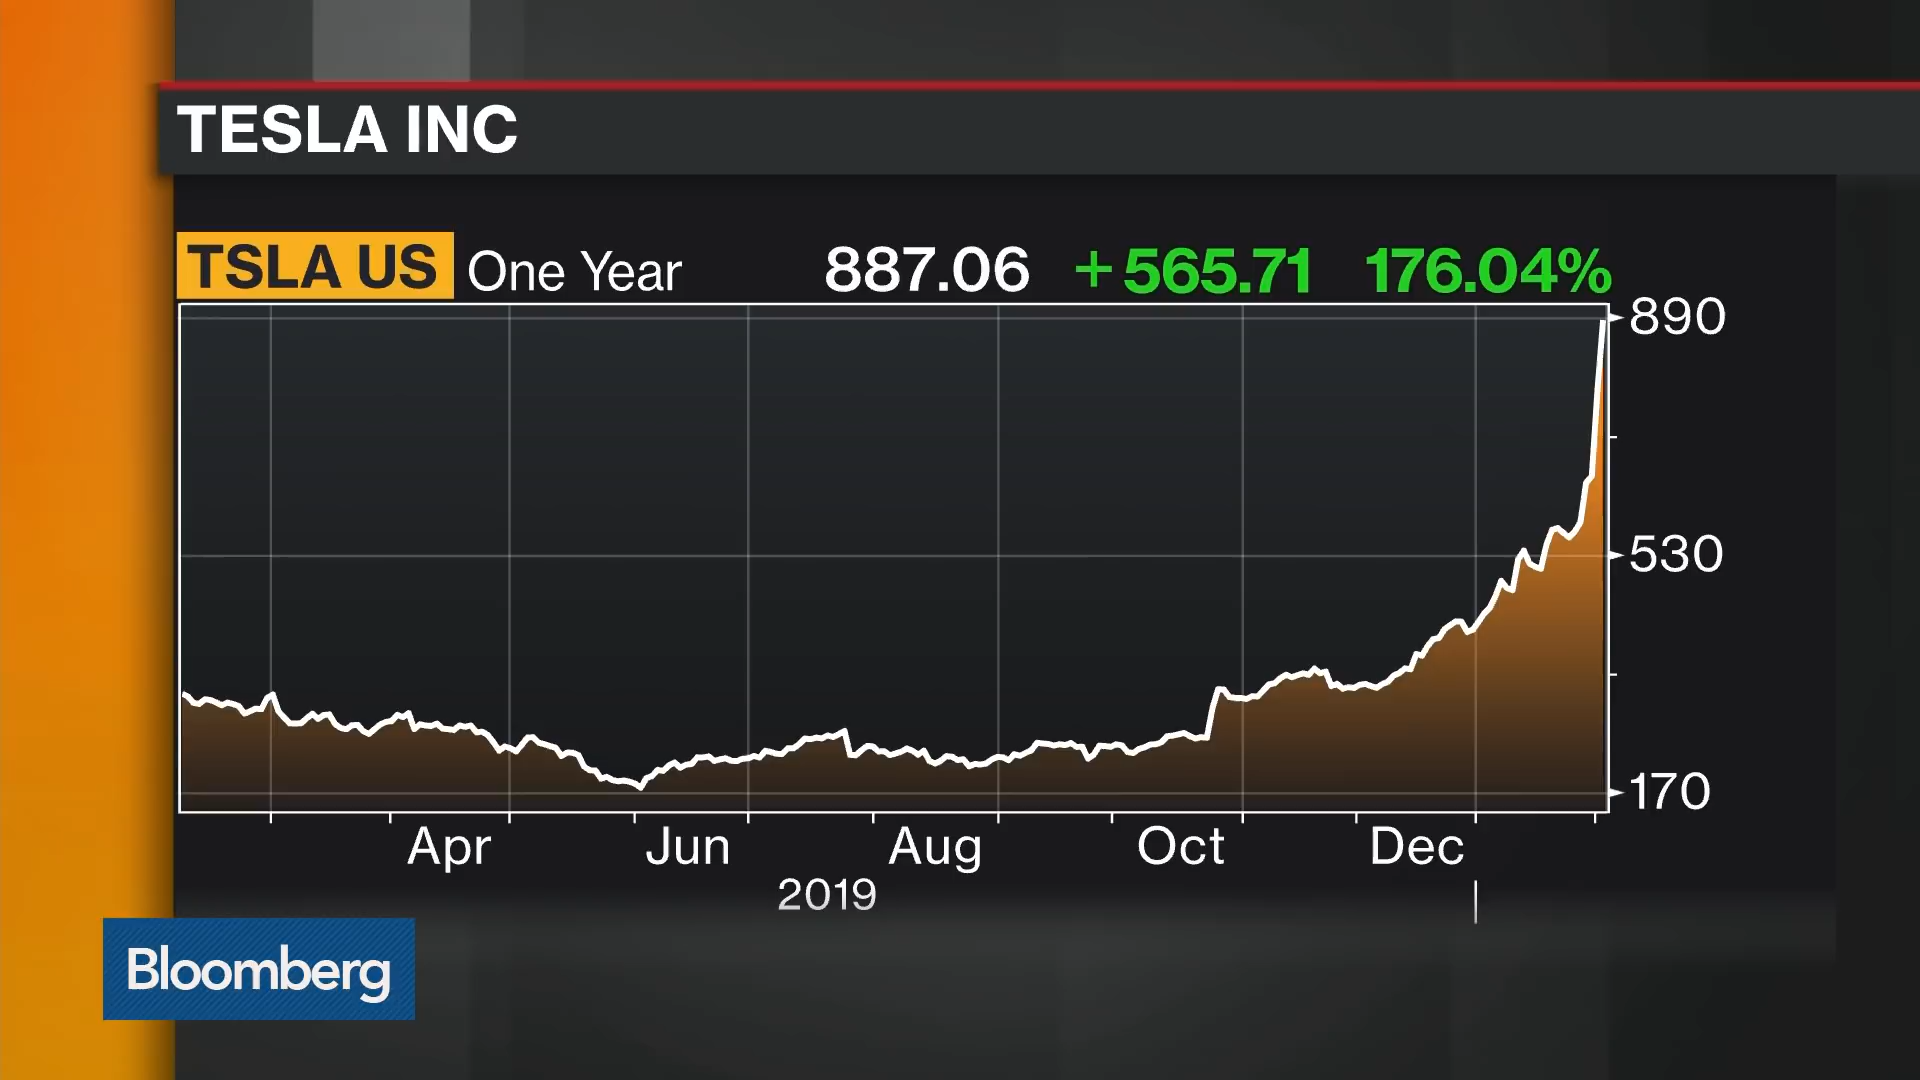 TESLA INC
TSLA US One Year 887.06 +565.71 176.04%
890
530
170
Apr Jun Aug Oct Dec
2019
Bloomberg